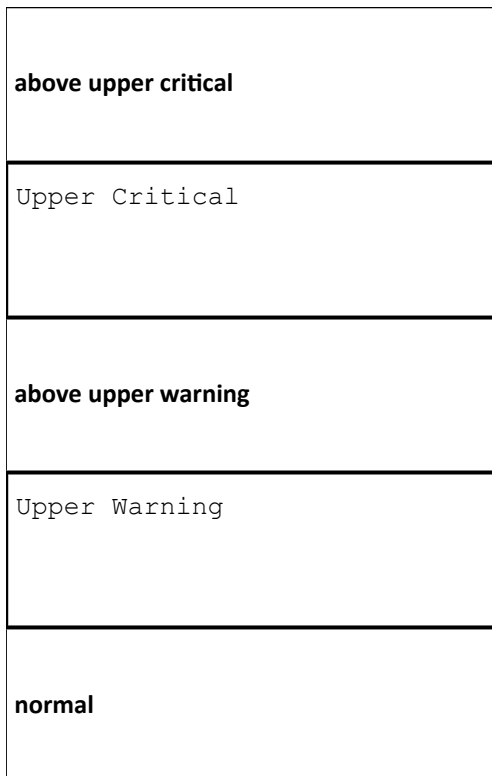 above upper critical
Upper Critical
above upper warning
Upper Warning
normal